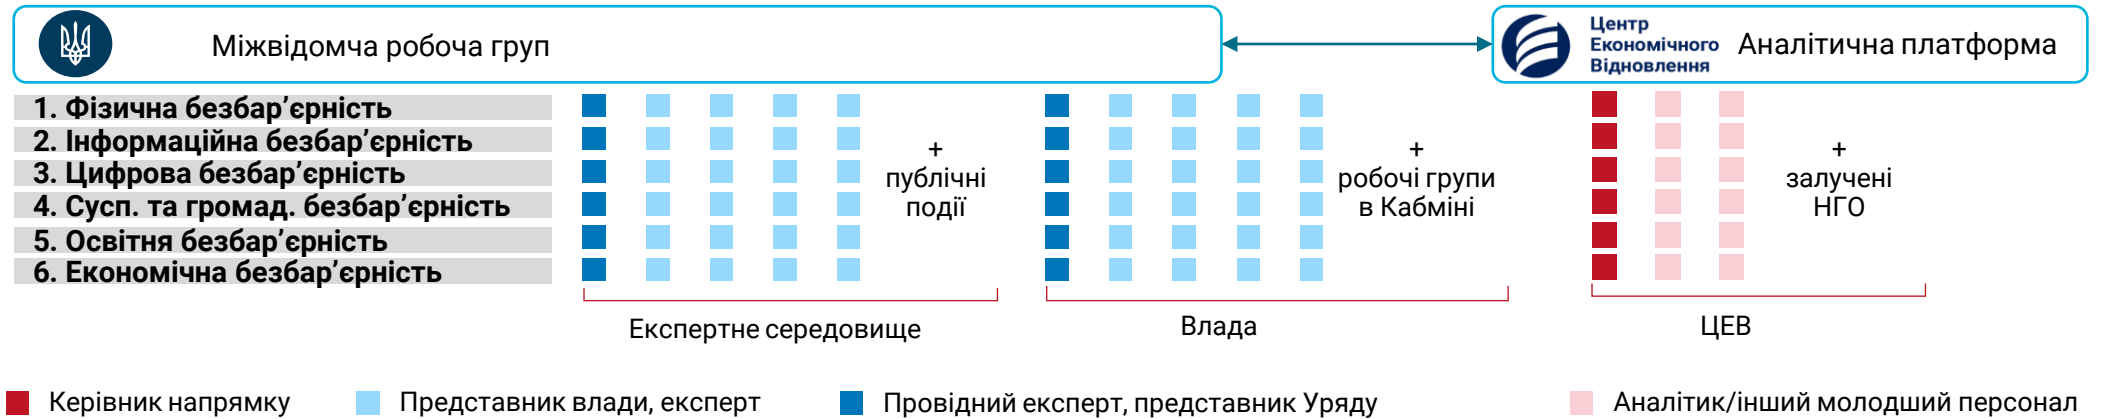 Міжвідомча робоча груп
Центр
Економічного
Відновлення
Аналітична платформа
1. Фізична безбар’єрність
2. Інформаційна безбар’єрність
3. Цифрова безбар’єрність
4. Сусп. та громад. безбар’єрність
5. Освітня безбар’єрність
6. Економічна безбар’єрність
+
публічні
події
+
робочі групи
в Кабміні
+
залучені
НГО
Експертне середовище
Влада
ЦЕВ
Керівник напрямку
Представник влади, експерт
Провідний експерт, представник Уряду
Аналітик/інший молодший персонал